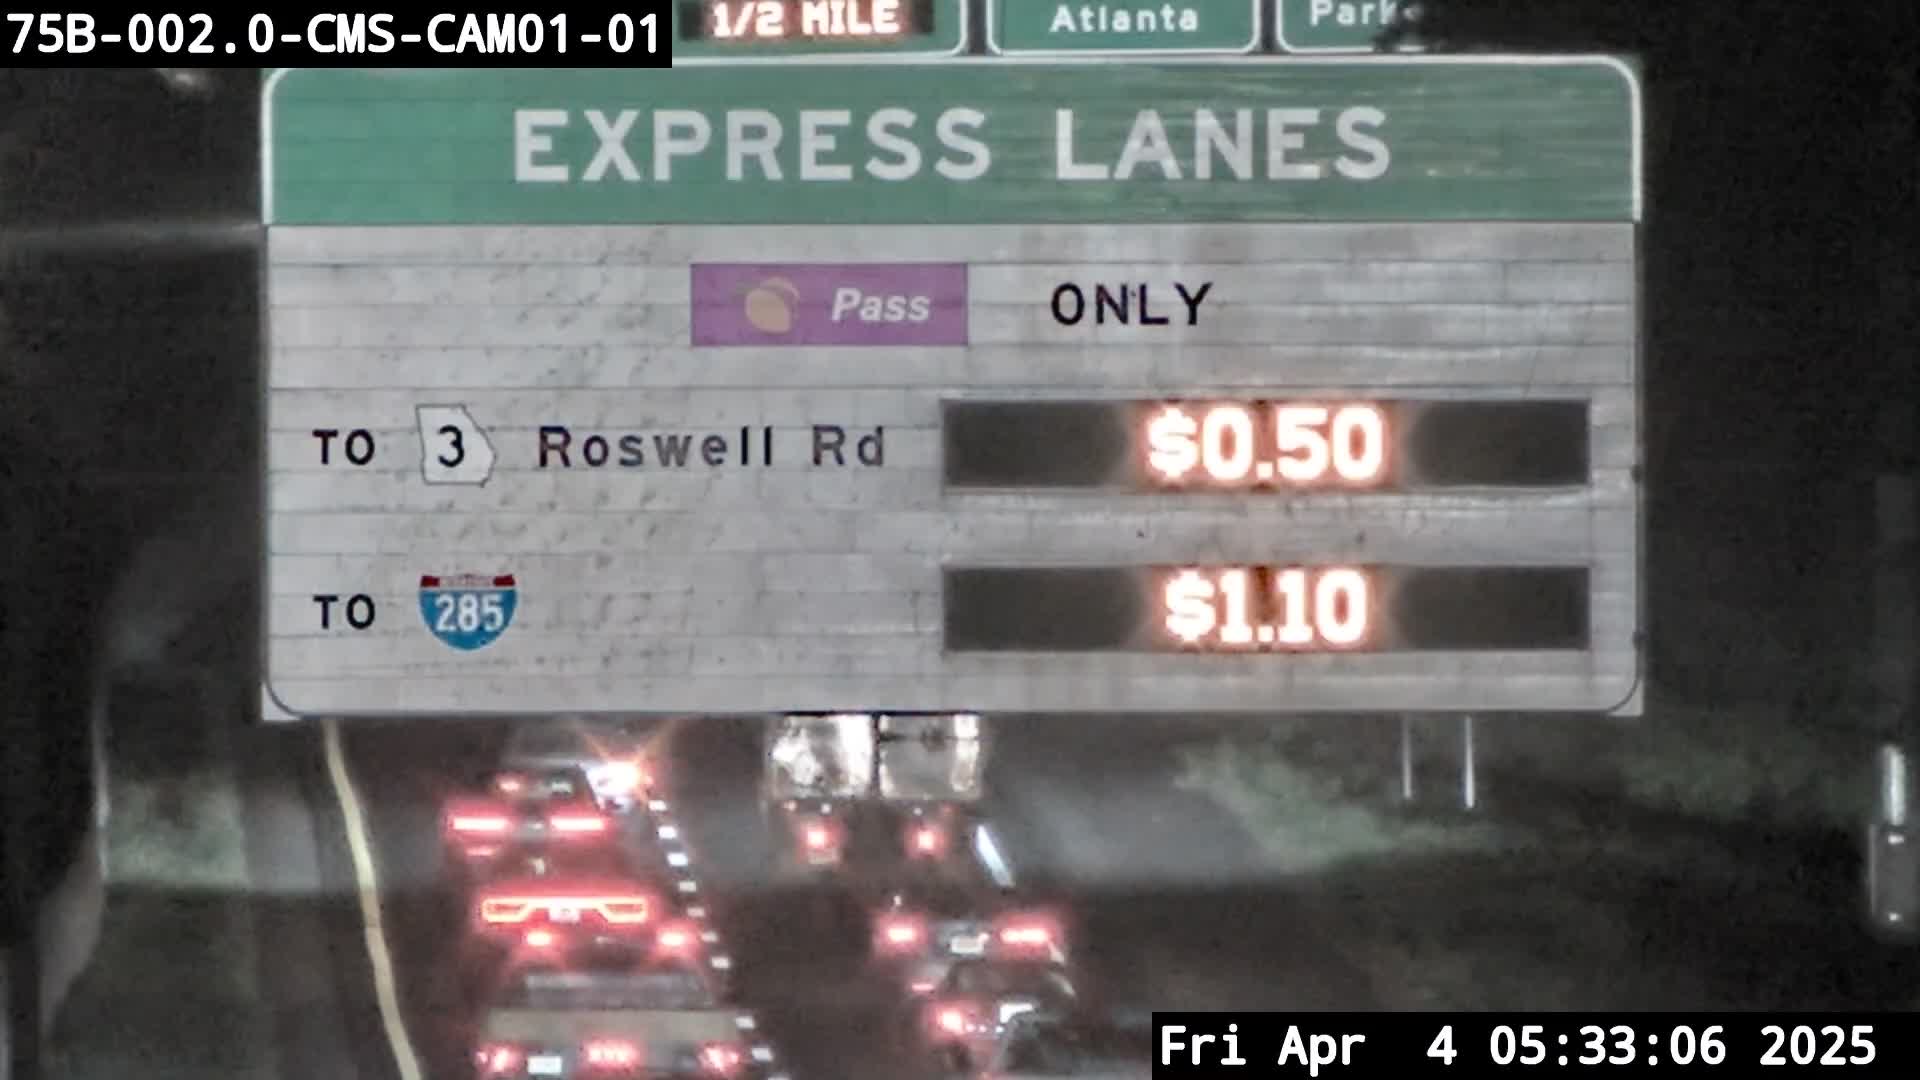 75B-002.0-CMS-CAM01-01
1/2 MILE
Atlanta
EXPRESS LANES
Pass ONLY
TO 3 Roswell Rd $0.50
TO 285 $1.10
Fri Apr 4 05:33:06 2025